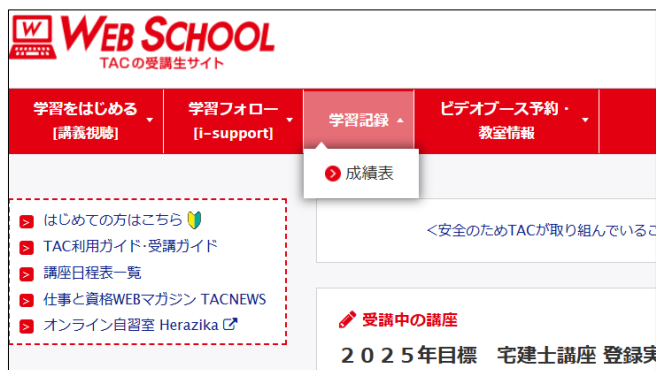 WEB SCHOOL
TACの受講生サイト
学習をはじめる
[講義視聴]
学習フォロー
[i-support]
学習記録
ビデオブース予約・
教室情報
成績表
はじめての方はこちら
TAC利用ガイド・受講ガイド
講座日程表一覧
仕事と資格WEBマガジン TACNEWS
オンライン自習室 Herazika
<安全のためTACが取り組んでいるこ
受講中の講座
2025年目標 宅建士講座 登録実